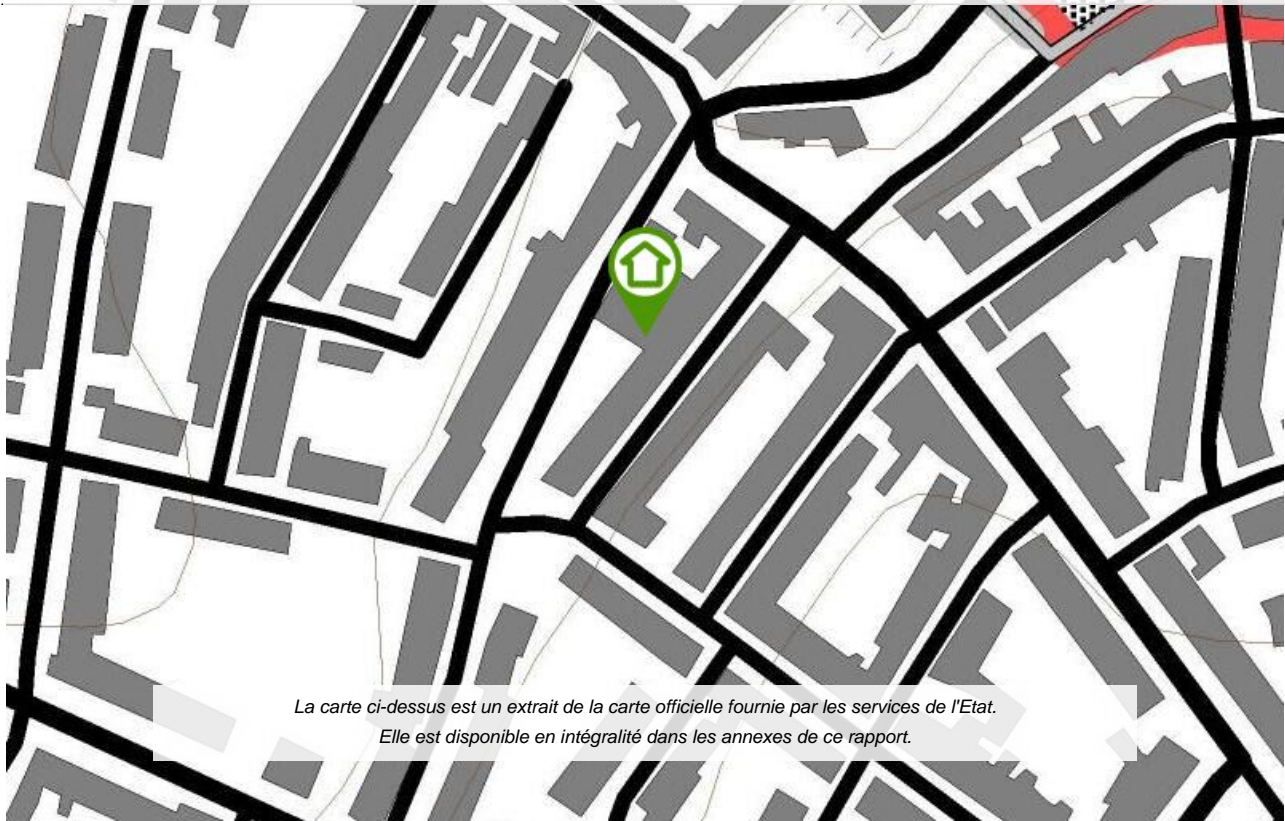 La carte ci-dessus est un extrait de la carte officielle fournie par les services de l'Etat.
Elle est disponible en intégralité dans les annexes de ce rapport.